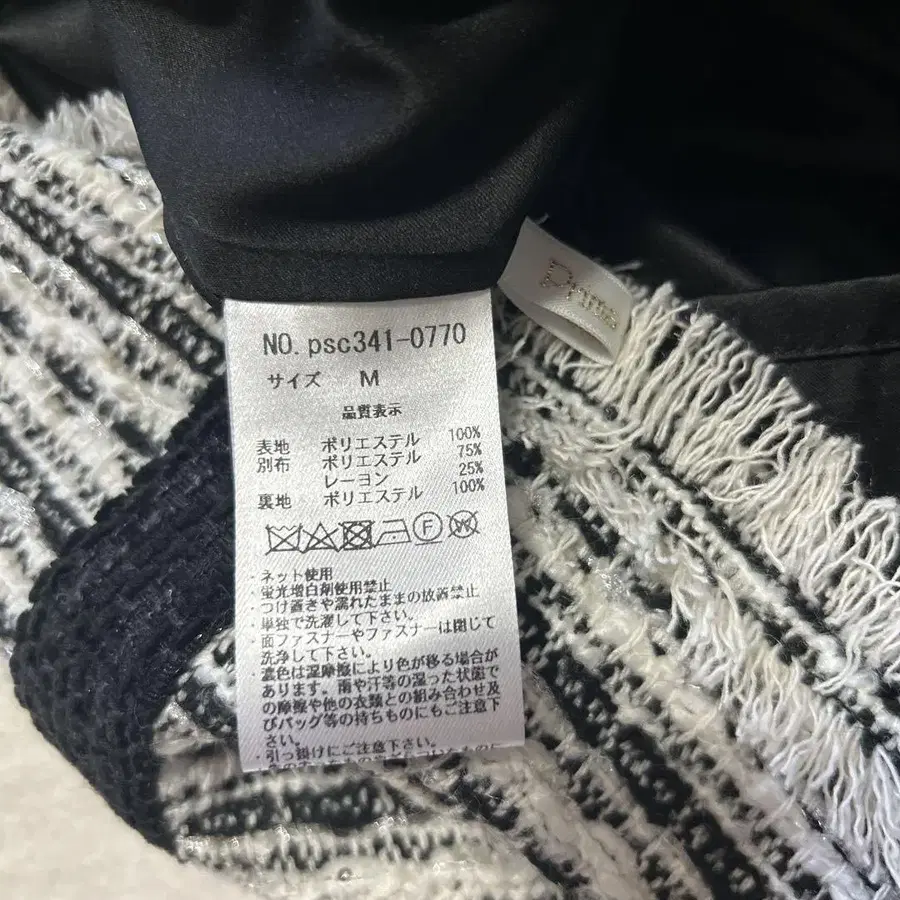 Prims
NO. psc341-0770
サイズ M
品質表示
表地 ポリエステル 100%
別布 ポリエステル 75%
レーヨン 25%
裏地 ポリエステル 100%
F W
・ネット使用
・蛍光増白剤使用禁止
・つけ置きや濡れたままの放置禁止
・単独で洗濯して下さい。
・面ファスナーやファスナーは閉じて
洗浄して下さい。
・濃色は湿摩擦により色が移る場合が
あります。雨や汗等の湿った状態で
の摩擦や他の衣類との組み合わせ及
びバッグ等の持ちものにもご注意下
さい。
・引っ掛けにご注意下さい。